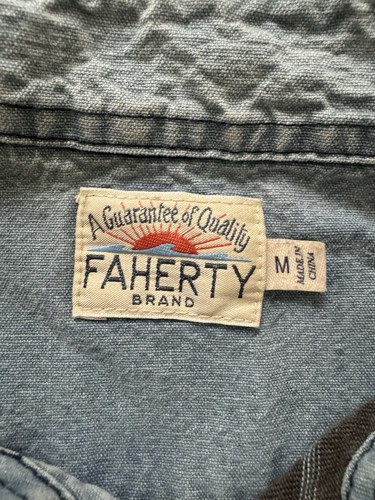 A Guarantee of Quality
FAHERTY
BRAND
M
MADE IN
CHINA